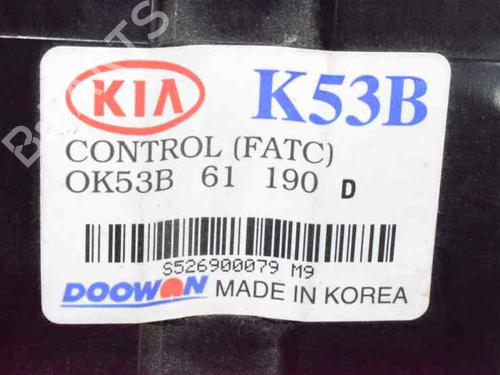 KIA K53B
CONTROL (FATC)
OK53B 61 190 D
S526900079 M9
DOOWON MADE IN KOREA